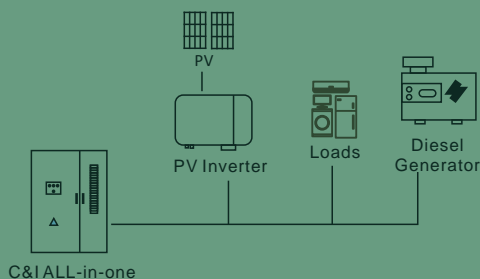 PV
PV Inverter
Loads
Diesel
Generator
C&I ALL-in-one